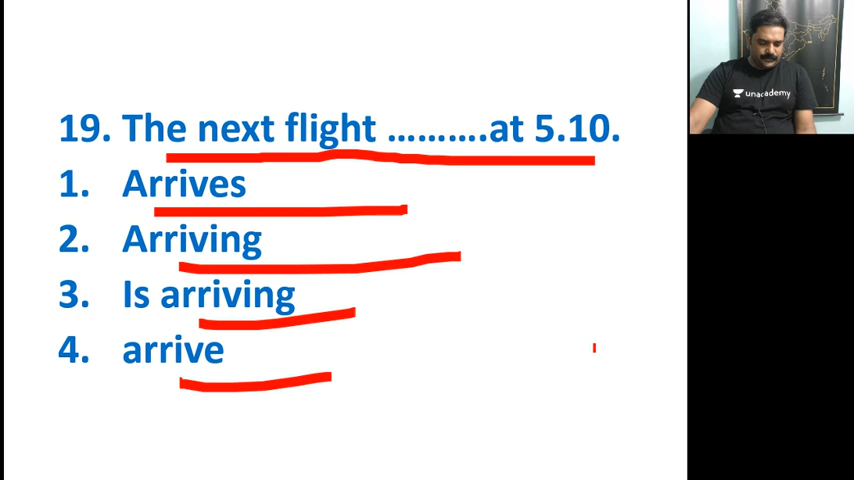 19. The next flight ……….at 5.10.
1. Arrives
2. Arriving
3. Is arriving
4. arrive
unacademy